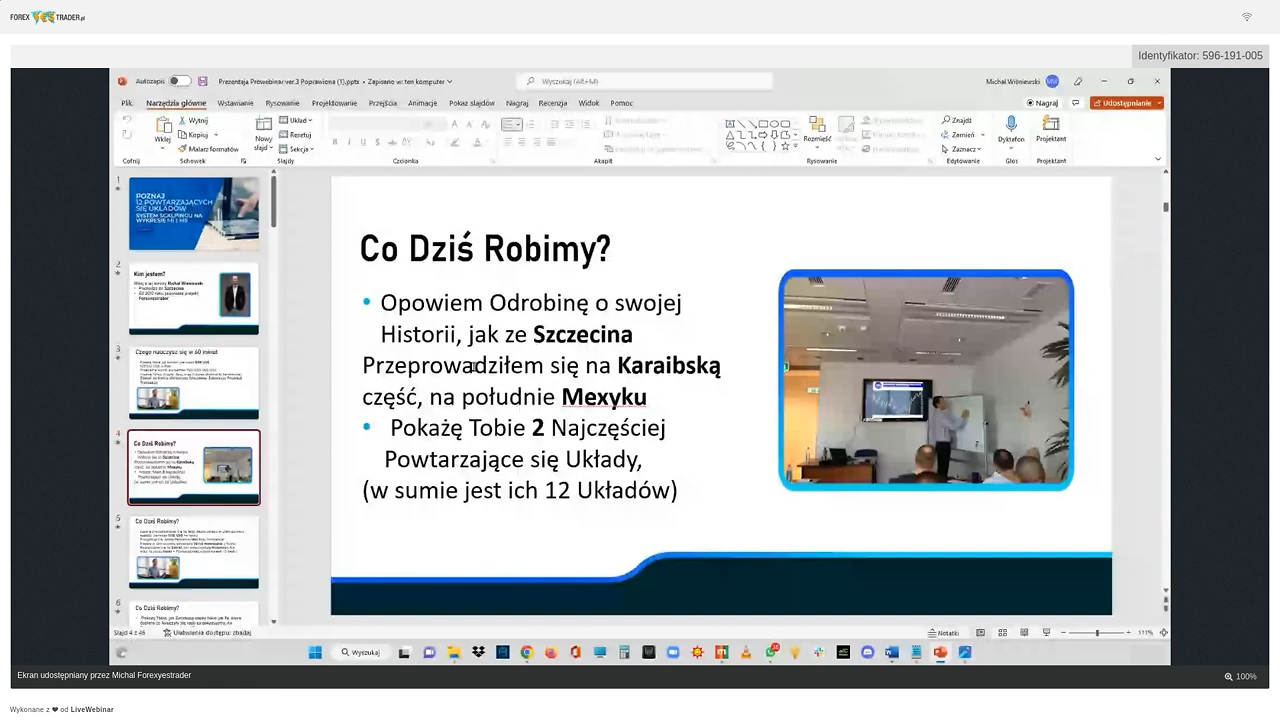 FOREX YES TRADER.pl
Identyfikator: 596-191-005
Autozapis
Prezentaja Prowebinar ver.3 Poprawiona (1).pptx • Zapisano w: ten komputer
Wyszukaj (Alt+M)
Michał Wiśniewski
Plik Narzędzia główne Wstawianie Rysowanie Projektowanie Przejścia Animacje Pokaz slajdów Nagraj Recenzja Widok Pomoc
Nagraj
Udostępnianie
Wklej
Wytnij
Kopiuj
Malarz formatów
Nowy slajd
Układ
Resetuj
Sekcja
Rozmieść
Znajdź
Zamień
Zaznacz
Dyktafon
Projektant
Cofnij Schowek Slajdy Czcionka Akapit Rysowanie Edytowanie Głos Projektant
1
POZNAJ
12 POWTARZAJĄCYCH
SIĘ UKŁADÓW
SYSTEM SCALPINGU NA
WYKRESIE M1 I M5
2
Kim jestem?
3
Czego nauczysz się w 60 minut
4
Co Dziś Robimy?
5
Co Dziś Robimy?
6
Co Dziś Robimy?
Co Dziś Robimy?
• Opowiem Odrobinę o swojej
Historii, jak ze Szczecina
Przeprowadziłem się na Karaibską
część, na południe Mexyku
• Pokażę Tobie 2 Najczęściej
Powtarzające się Układy,
(w sumie jest ich 12 Układów)
Slajd 4 z 46
Ułatwienia dostępu: zbadaj
Notatki
111%
Wyszukaj
Ekran udostępniany przez Michal Forexyestrader
100%
Wykonane z ❤ od LiveWebinar